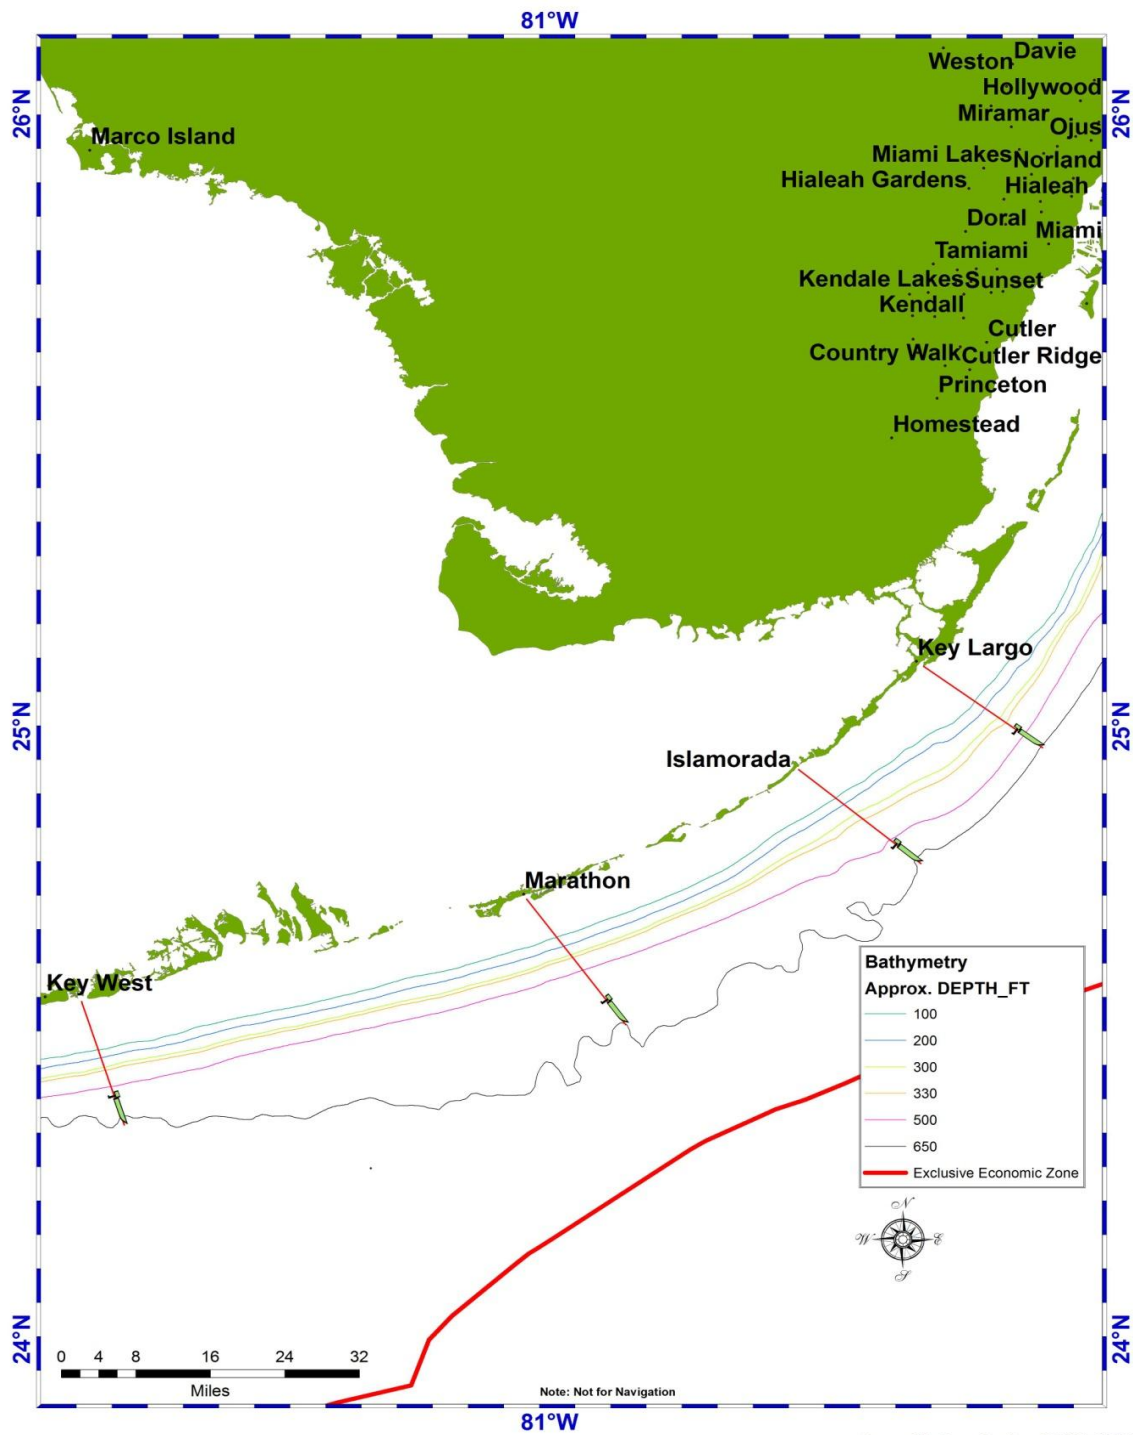 81°W
Davie
Weston
Hollywood
26°N
26°N
Miramar
Ojus
Marco Island
Miami Lakes
Norland
Hialeah Gardens
Hialeah
Doral
Miami
Tamiami
Kendale Lakes
Sunset
Kendall
Cutler
Country Walk
Cutler Ridge
Princeton
Homestead
Key Largo
25°N
25°N
Islamorada
Marathon
Key West
Bathymetry
Approx. DEPTH_FT
100
200
300
330
500
650
Exclusive Economic Zone
N
W
E
S
24°N
24°N
0 4 8 16 24 32
Miles
Note: Not for Navigation
81°W